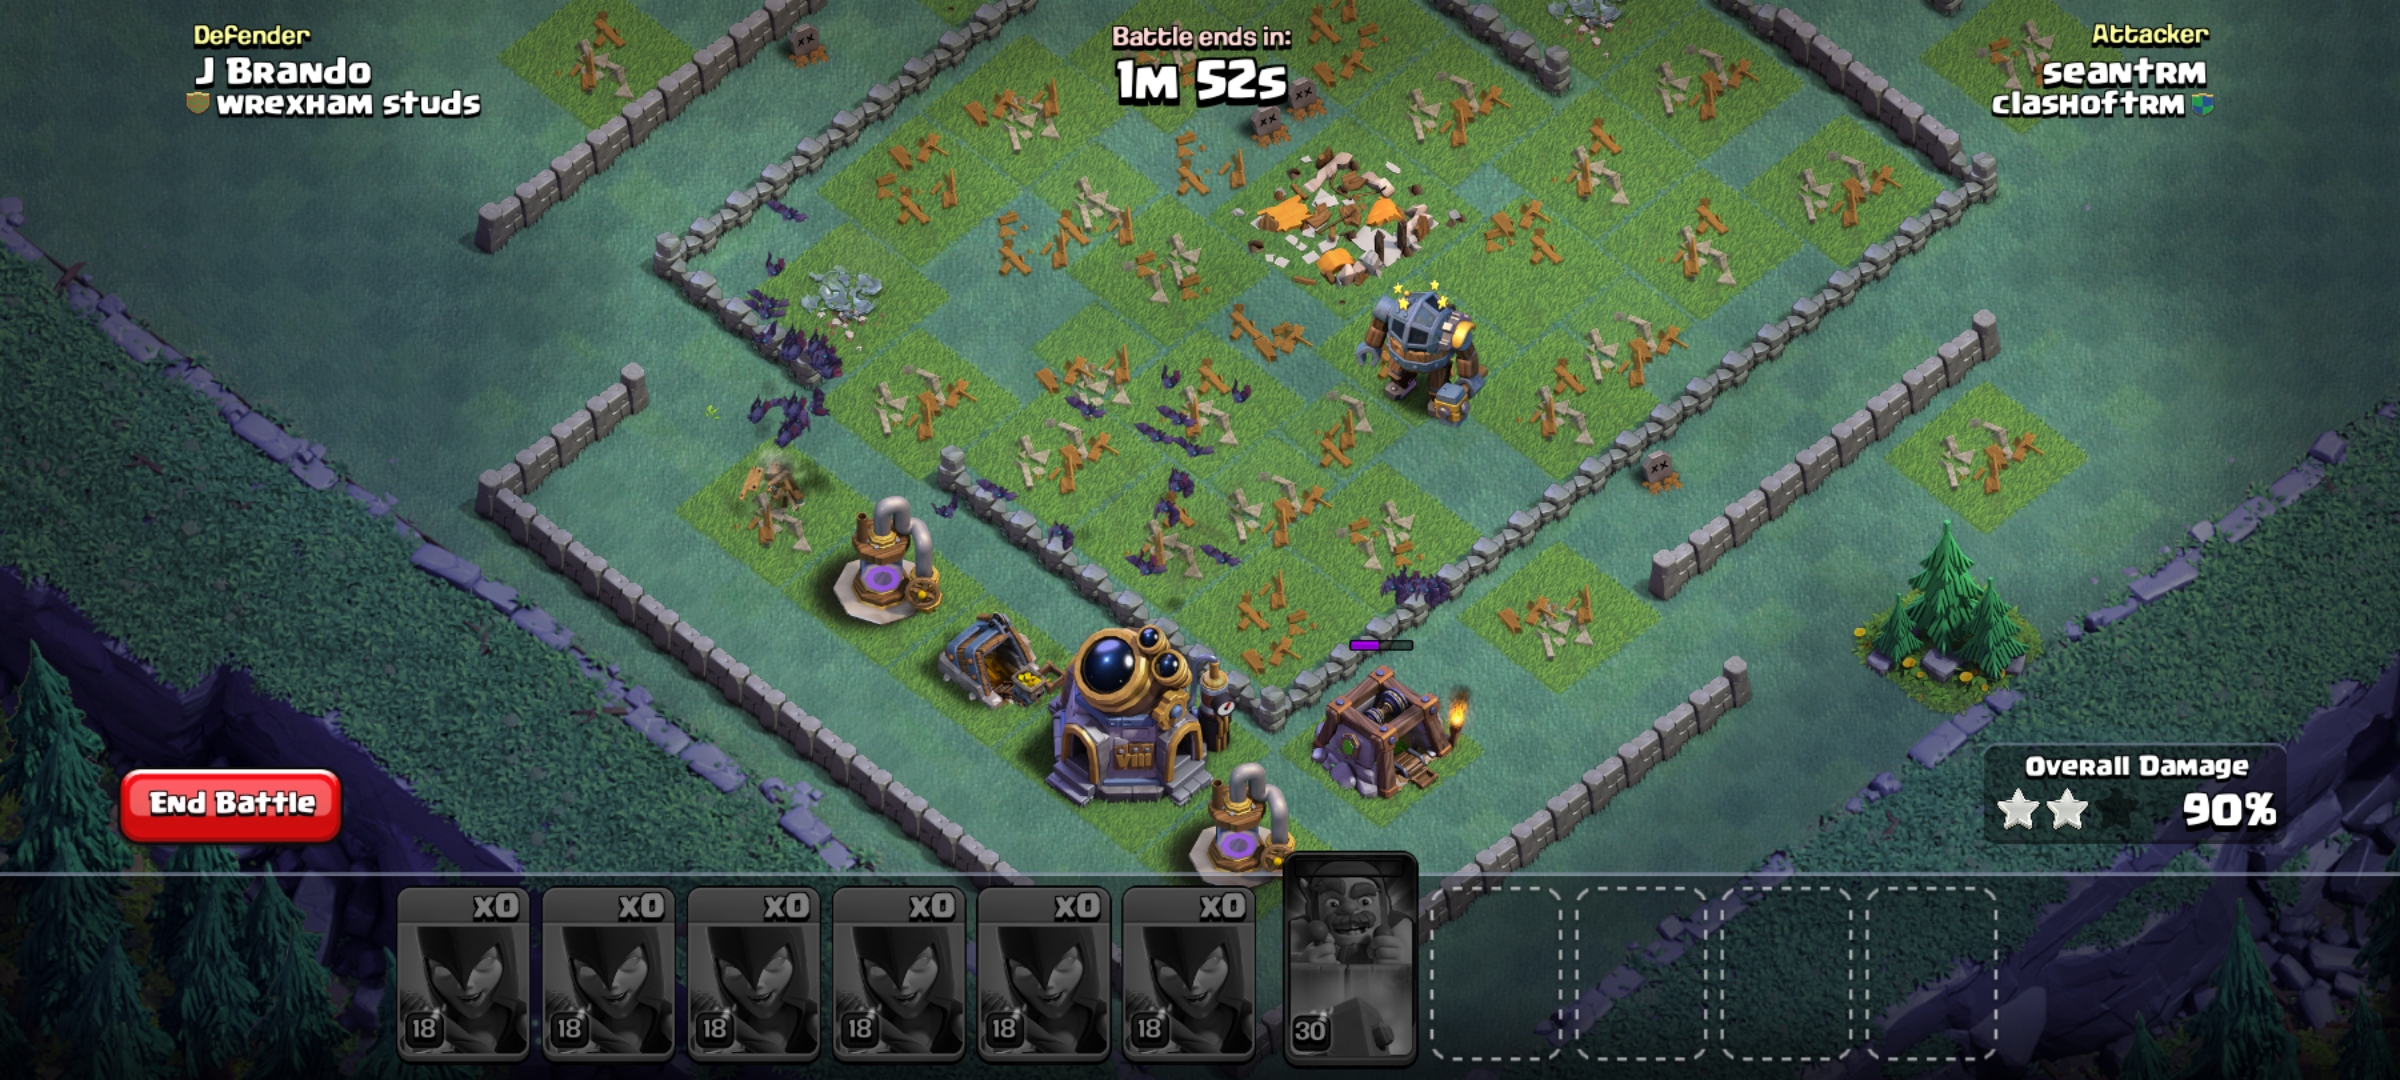 Defender
J Brando
wrexham studs
Battle ends in:
1m 52s
Attacker
seantrm
clashoftrm
VIII
End Battle
Overall Damage
90%
x0
x0
x0
x0
x0
x0
18
18
18
18
18
18
30